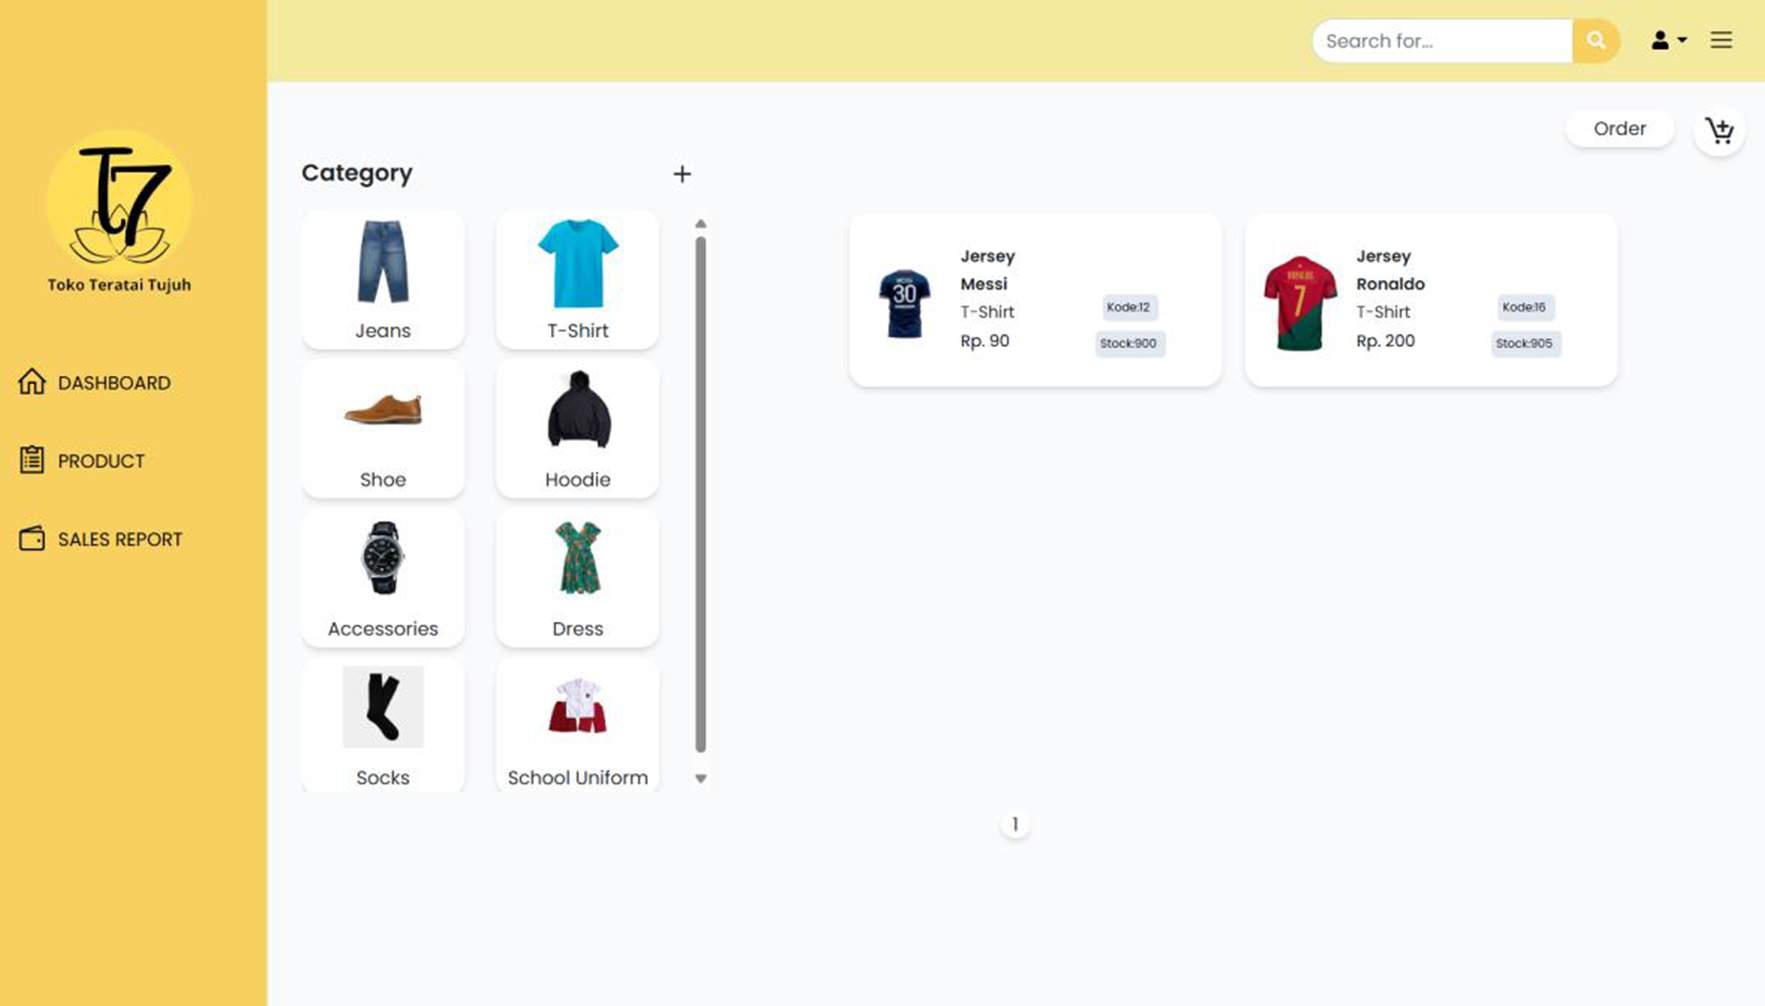 Search for...
T7
Toko Teratai Tujuh
DASHBOARD
PRODUCT
SALES REPORT
Order
Category
+
Jeans
T-Shirt
Shoe
Hoodie
Accessories
Dress
Socks
School Uniform
30
Jersey
Messi
T-Shirt
Rp. 90
Kode:12
Stock:900
7
Jersey
Ronaldo
T-Shirt
Rp. 200
Kode:16
Stock:905
1